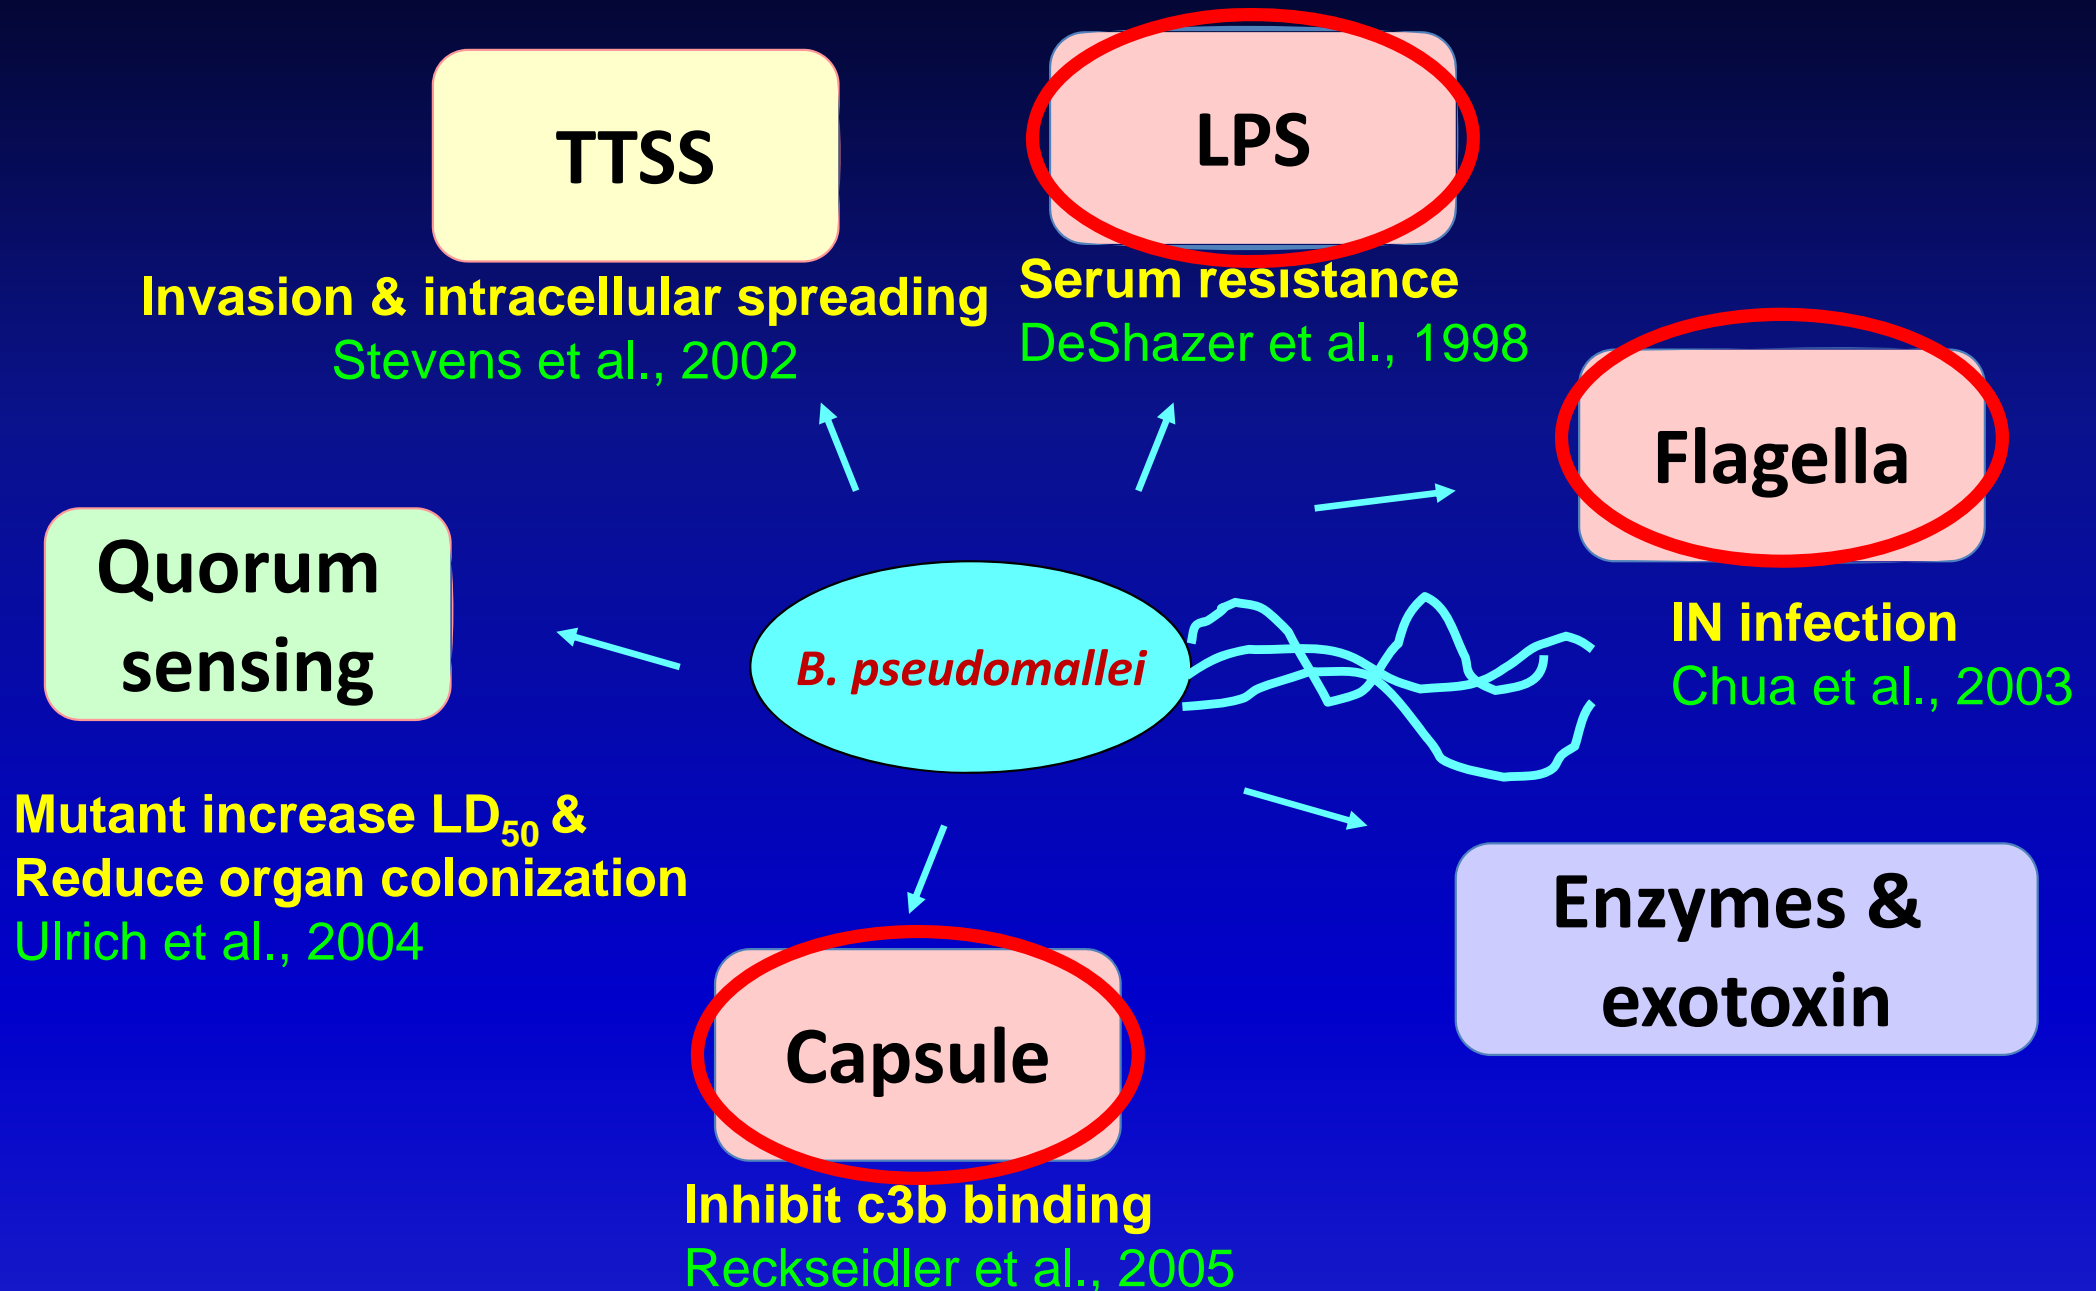 TTSS
Invasion & intracellular spreading
Stevens et al., 2002
LPS
Serum resistance
DeShazer et al., 1998
Flagella
IN infection
Chua et al., 2003
Quorum
sensing
Mutant increase LD₅₀ &
Reduce organ colonization
Ulrich et al., 2004
B. pseudomallei
Enzymes &
exotoxin
Capsule
Inhibit c3b binding
Reckseidler et al., 2005